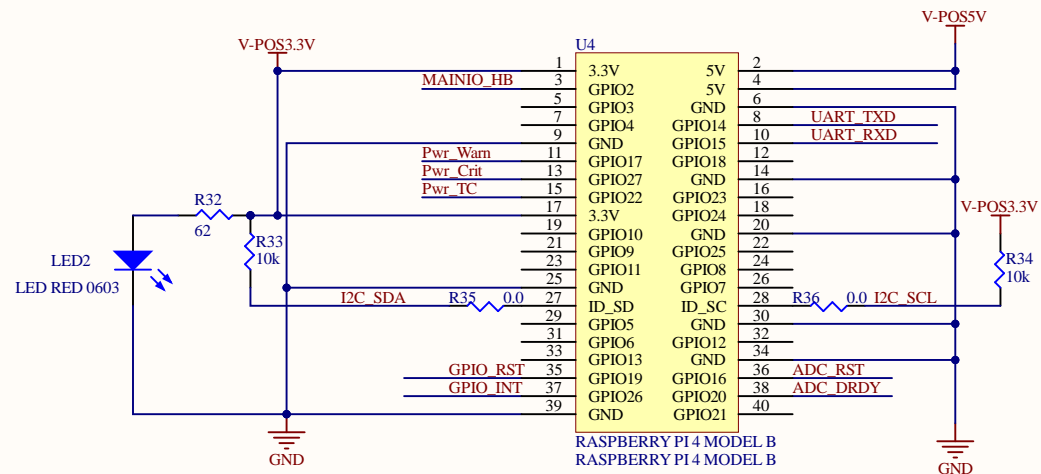 V-POS5V
V-POS3.3V
U4
1 3.3V 5V 2
MAINIO_HB 3 GPIO2 5V 4
5 GPIO3 GND 6
7 GPIO4 GPIO14 8 UART_TXD
9 GND GPIO15 10 UART_RXD
Pwr_Warn 11 GPIO17 GPIO18 12
Pwr_Crit 13 GPIO27 GND 14
Pwr_TC 15 GPIO22 GPIO23 16
R32 17 3.3V GPIO24 18 V-POS3.3V
62 19 GPIO10 GND 20
R33 21 GPIO9 GPIO25 22
10k
LED2 23 GPIO11 GPIO8 24 R34
LED RED 0603 25 GND GPIO7 26 10k
I2C_SDA R35 0.0 27 ID_SD ID_SC 28 R36 0.0 I2C_SCL
29 GPIO5 GND 30
31 GPIO6 GPIO12 32
33 GPIO13 GND 34
GPIO_RST 35 GPIO19 GPIO16 36 ADC_RST
GPIO_INT 37 GPIO26 GPIO20 38 ADC_DRDY
39 GND GPIO21 40
RASPBERRY PI 4 MODEL B
RASPBERRY PI 4 MODEL B
GND
GND